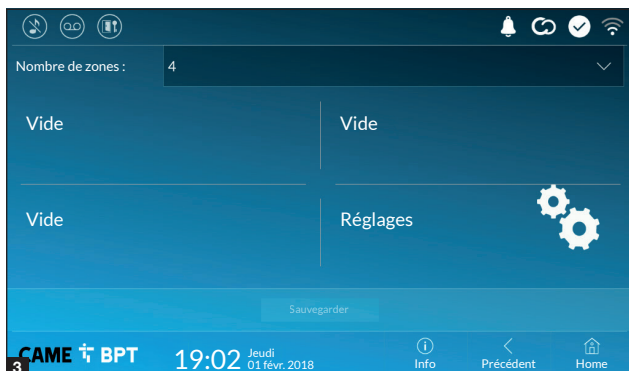 Nombre de zones :
4
Vide
Vide
Vide
Réglages
Sauvegarder
3
CAME BPT
19:02
Jeudi
01 févr. 2018
Info
Précédent
Home